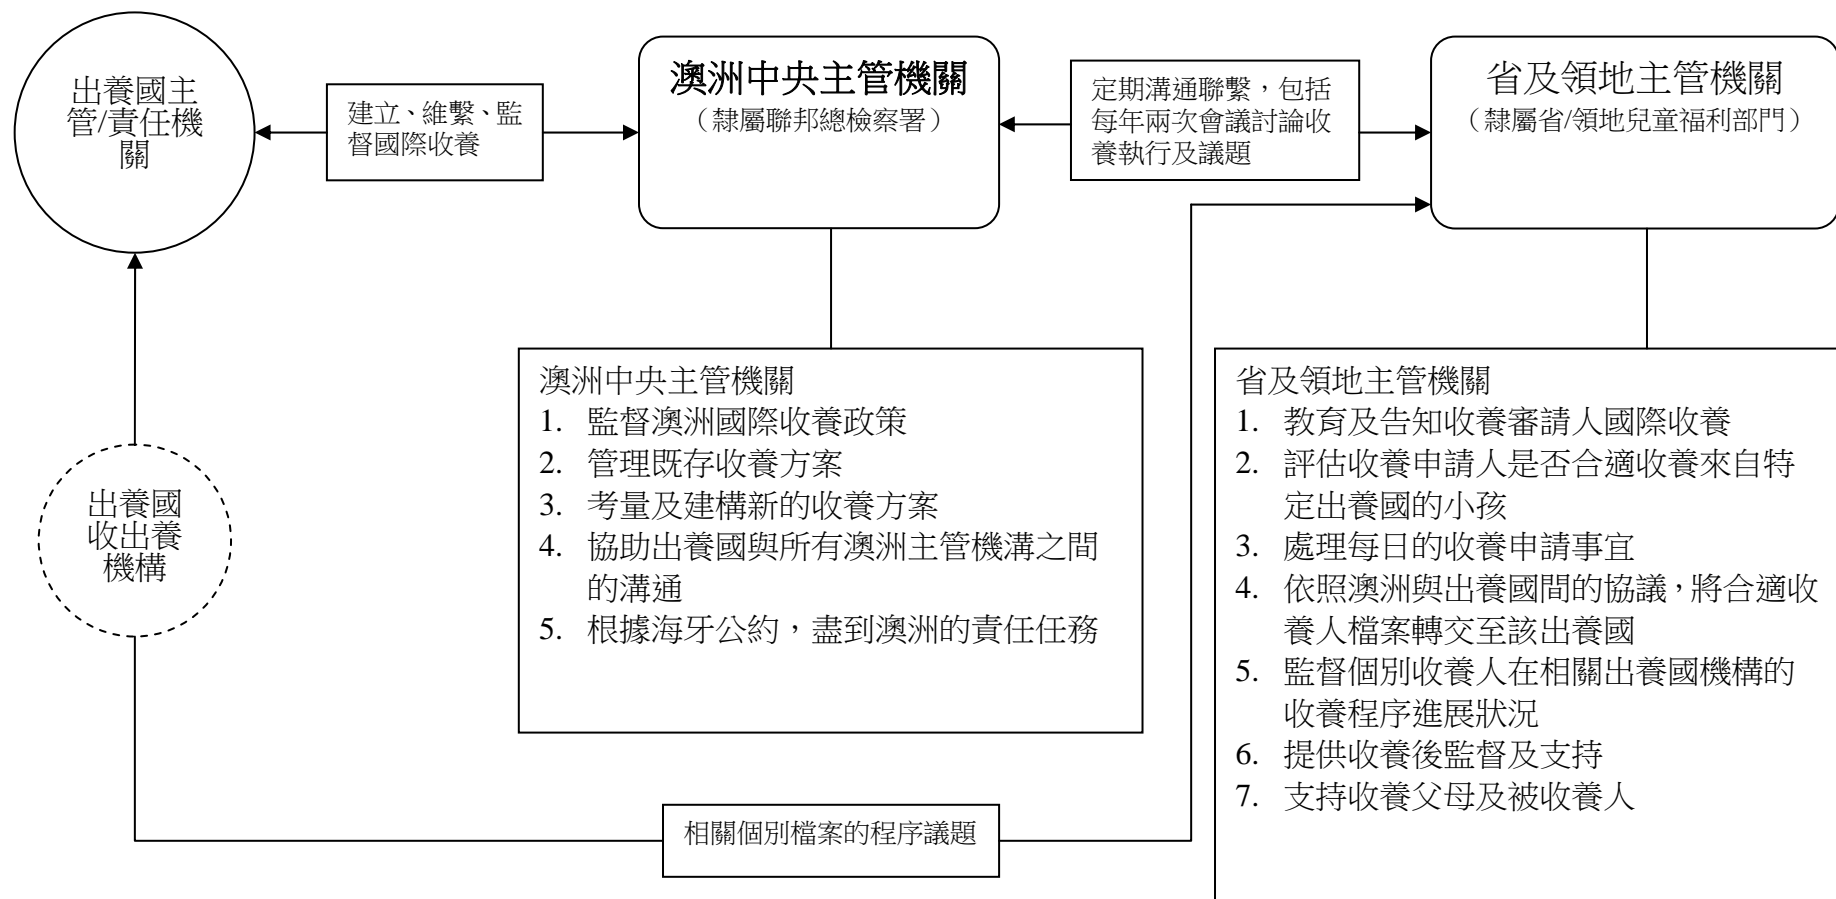 出養國主
管/責任機
關
建立、維繫、監
督國際收養
澳洲中央主管機關
（隸屬聯邦總檢察署）
定期溝通聯繫，包括
每年兩次會議討論收
養執行及議題
省及領地主管機關
（隸屬省/領地兒童福利部門）
出養國
收出養
機構
澳洲中央主管機關
1. 監督澳洲國際收養政策
2. 管理既存收養方案
3. 考量及建構新的收養方案
4. 協助出養國與所有澳洲主管機溝之間
的溝通
5. 根據海牙公約，盡到澳洲的責任任務
省及領地主管機關
1. 教育及告知收養審請人國際收養
2. 評估收養申請人是否合適收養來自特
定出養國的小孩
3. 處理每日的收養申請事宜
4. 依照澳洲與出養國間的協議，將合適收
養人檔案轉交至該出養國
5. 監督個別收養人在相關出養國機構的
收養程序進展狀況
6. 提供收養後監督及支持
7. 支持收養父母及被收養人
相關個別檔案的程序議題